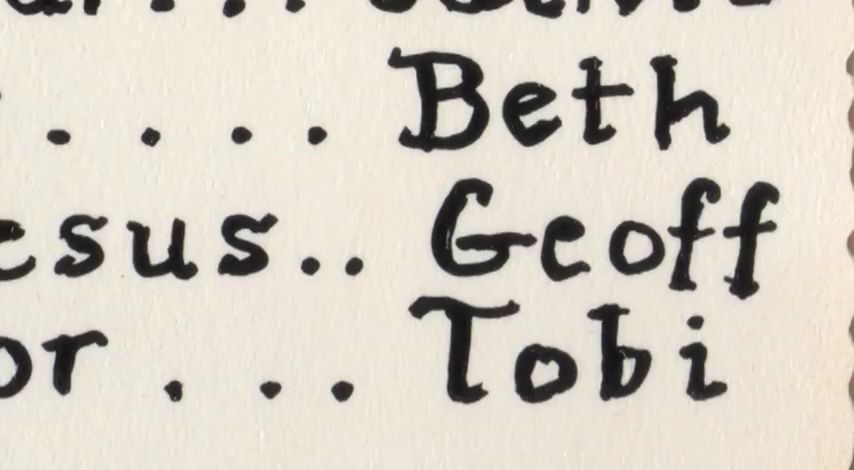 . . . . Beth
esus.. Geoff
or . . . Tobi